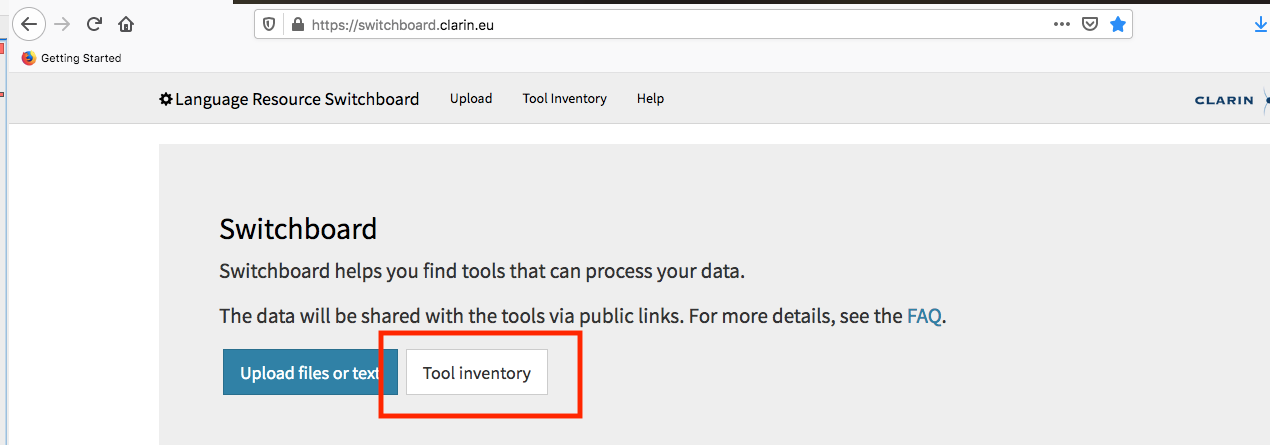 https://switchboard.clarin.eu
Getting Started
Language Resource Switchboard Upload Tool Inventory Help CLARIN
Switchboard
Switchboard helps you find tools that can process your data.
The data will be shared with the tools via public links. For more details, see the FAQ.
Upload files or text Tool inventory